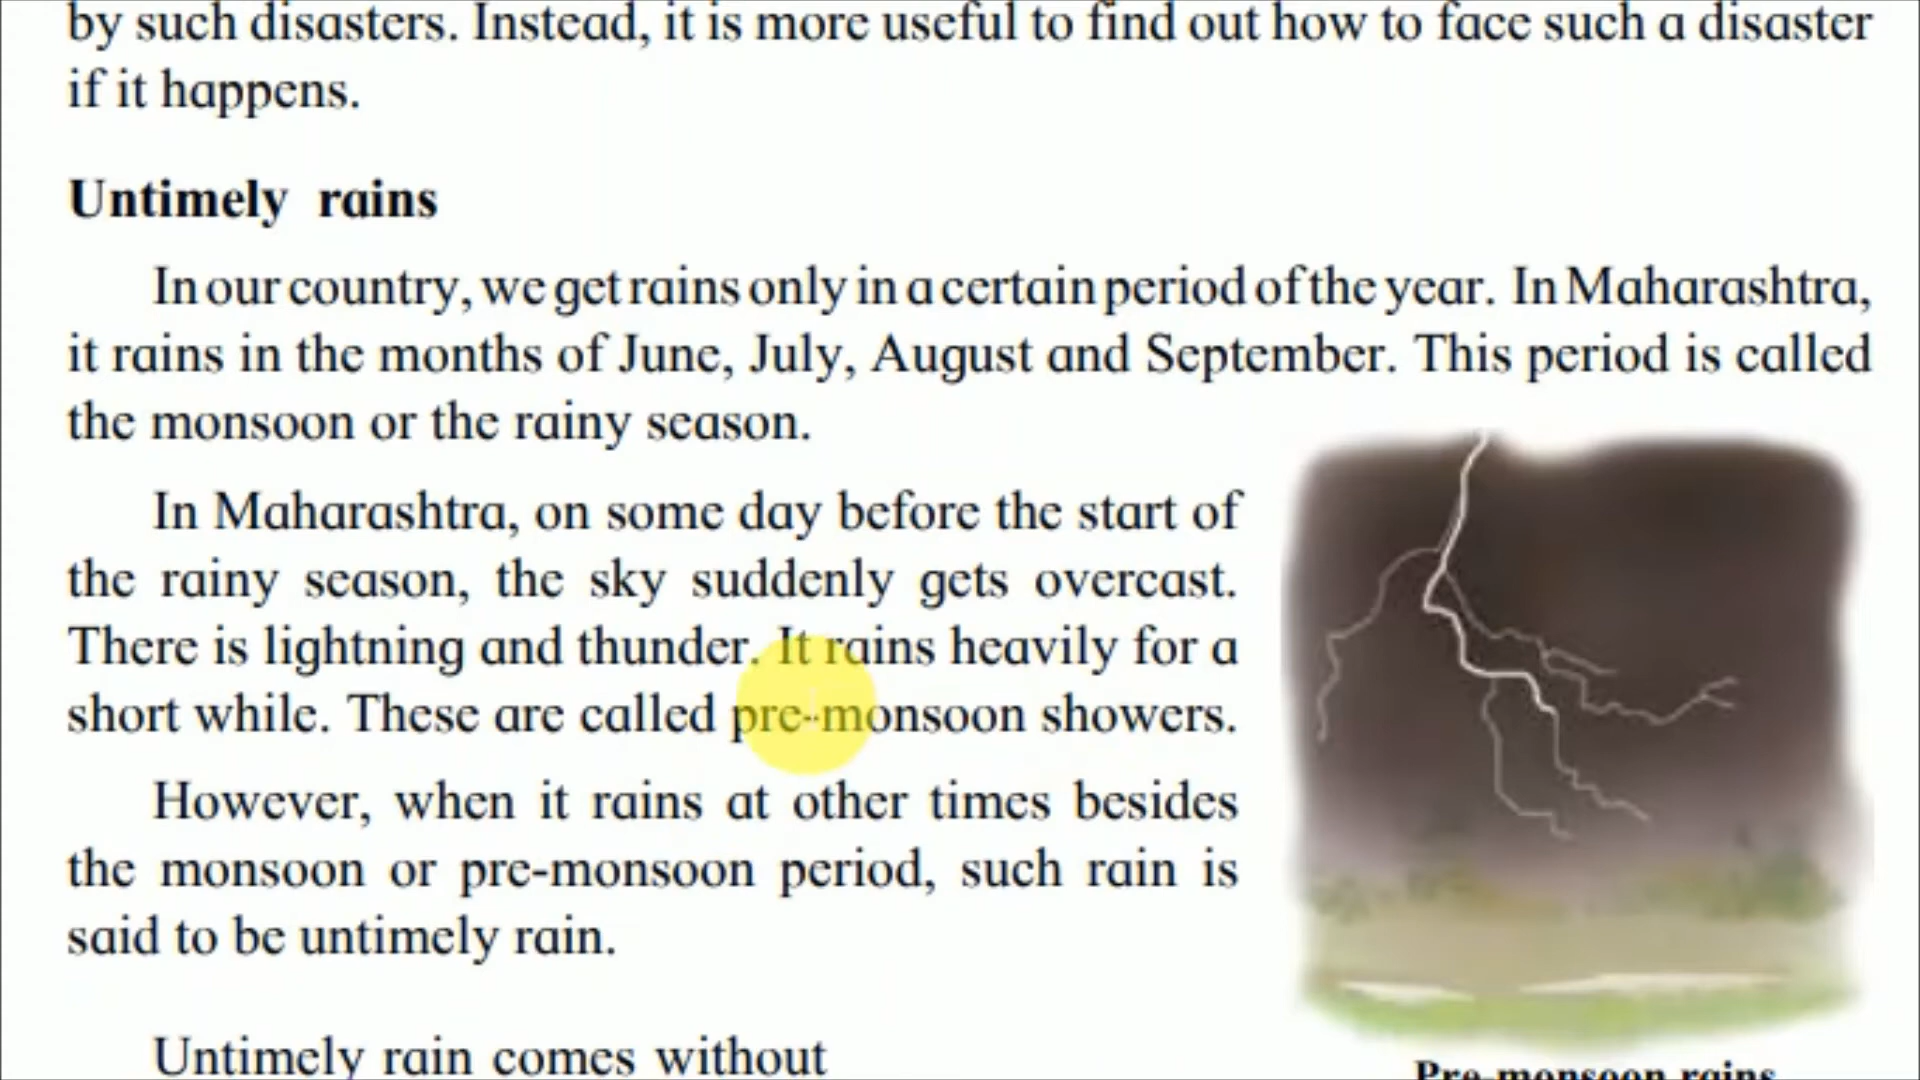 by such disasters. Instead, it is more useful to find out how to face such a disaster
if it happens.
Untimely rains
In our country, we get rains only in a certain period of the year. In Maharashtra,
it rains in the months of June, July, August and September. This period is called
the monsoon or the rainy season.
In Maharashtra, on some day before the start of
the rainy season, the sky suddenly gets overcast.
There is lightning and thunder. It rains heavily for a
short while. These are called pre-monsoon showers.
However, when it rains at other times besides
the monsoon or pre-monsoon period, such rain is
said to be untimely rain.
Untimely rain comes without
Pre-monsoon rains